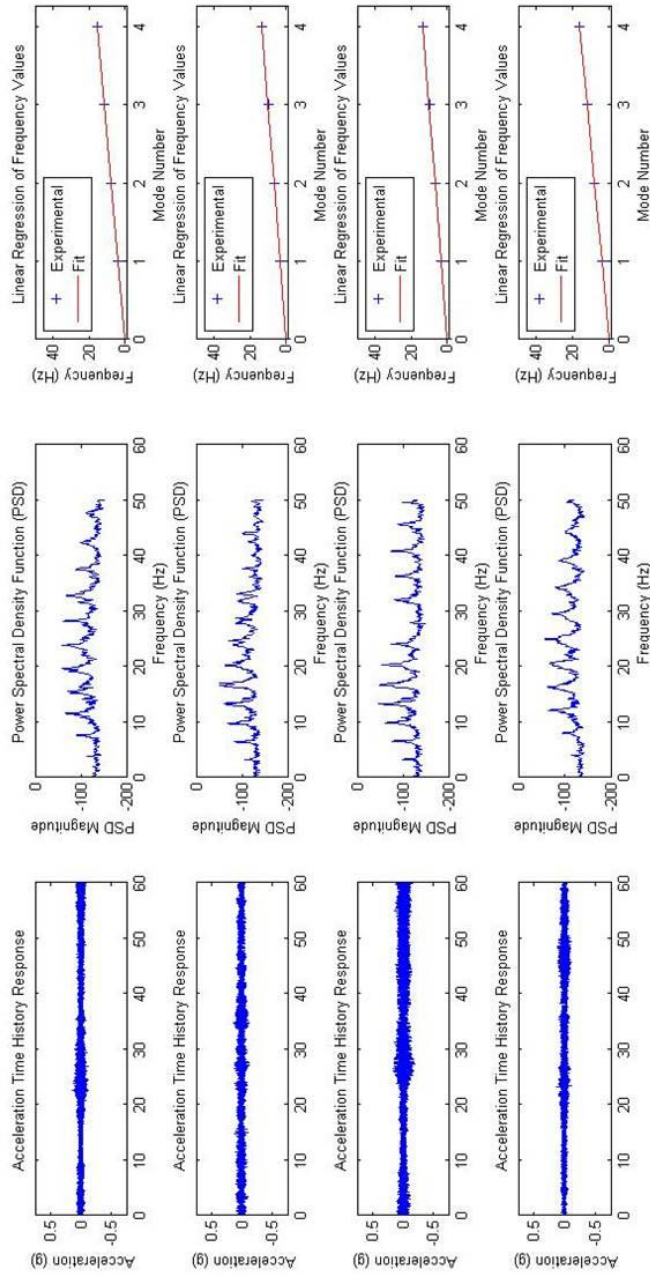 Acceleration Time History Response
Acceleration (g)
0.5
0
-0.5
0 10 20 30 40 50 60
Power Spectral Density Function (PSD)
PSD Magnitude
0
-100
-200
0 10 20 30 40 50 60
Frequency (Hz)
Linear Regression of Frequency Values
Frequency (Hz)
40
20
0
Experimental
Fit
0 1 2 3 4
Mode Number
Acceleration Time History Response
Acceleration (g)
0.5
0
-0.5
0 10 20 30 40 50 60
Power Spectral Density Function (PSD)
PSD Magnitude
0
-100
-200
0 10 20 30 40 50 60
Frequency (Hz)
Linear Regression of Frequency Values
Frequency (Hz)
40
20
0
Experimental
Fit
0 1 2 3 4
Mode Number
Acceleration Time History Response
Acceleration (g)
0.5
0
-0.5
0 10 20 30 40 50 60
Power Spectral Density Function (PSD)
PSD Magnitude
0
-100
-200
0 10 20 30 40 50 60
Frequency (Hz)
Linear Regression of Frequency Values
Frequency (Hz)
40
20
0
Experimental
Fit
0 1 2 3 4
Mode Number
Acceleration Time History Response
Acceleration (g)
0.5
0
-0.5
0 10 20 30 40 50 60
Power Spectral Density Function (PSD)
PSD Magnitude
0
-100
-200
0 10 20 30 40 50 60
Frequency (Hz)
Linear Regression of Frequency Values
Frequency (Hz)
40
20
0
Experimental
Fit
0 1 2 3 4
Mode Number